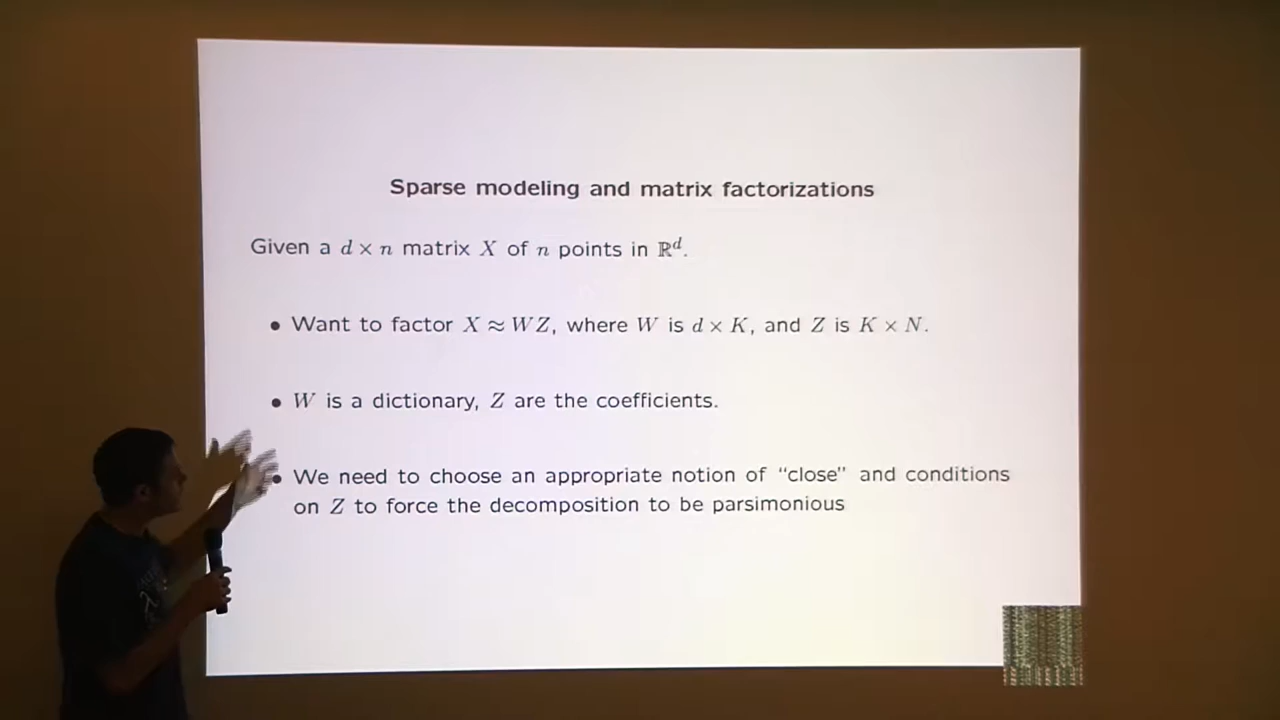 Sparse modeling and matrix factorizations
Given a d × n matrix X of n points in ℝᵈ.
• Want to factor X ≈ WZ, where W is d × K, and Z is K × N.
• W is a dictionary, Z are the coefficients.
• We need to choose an appropriate notion of “close” and conditions
on Z to force the decomposition to be parsimonious